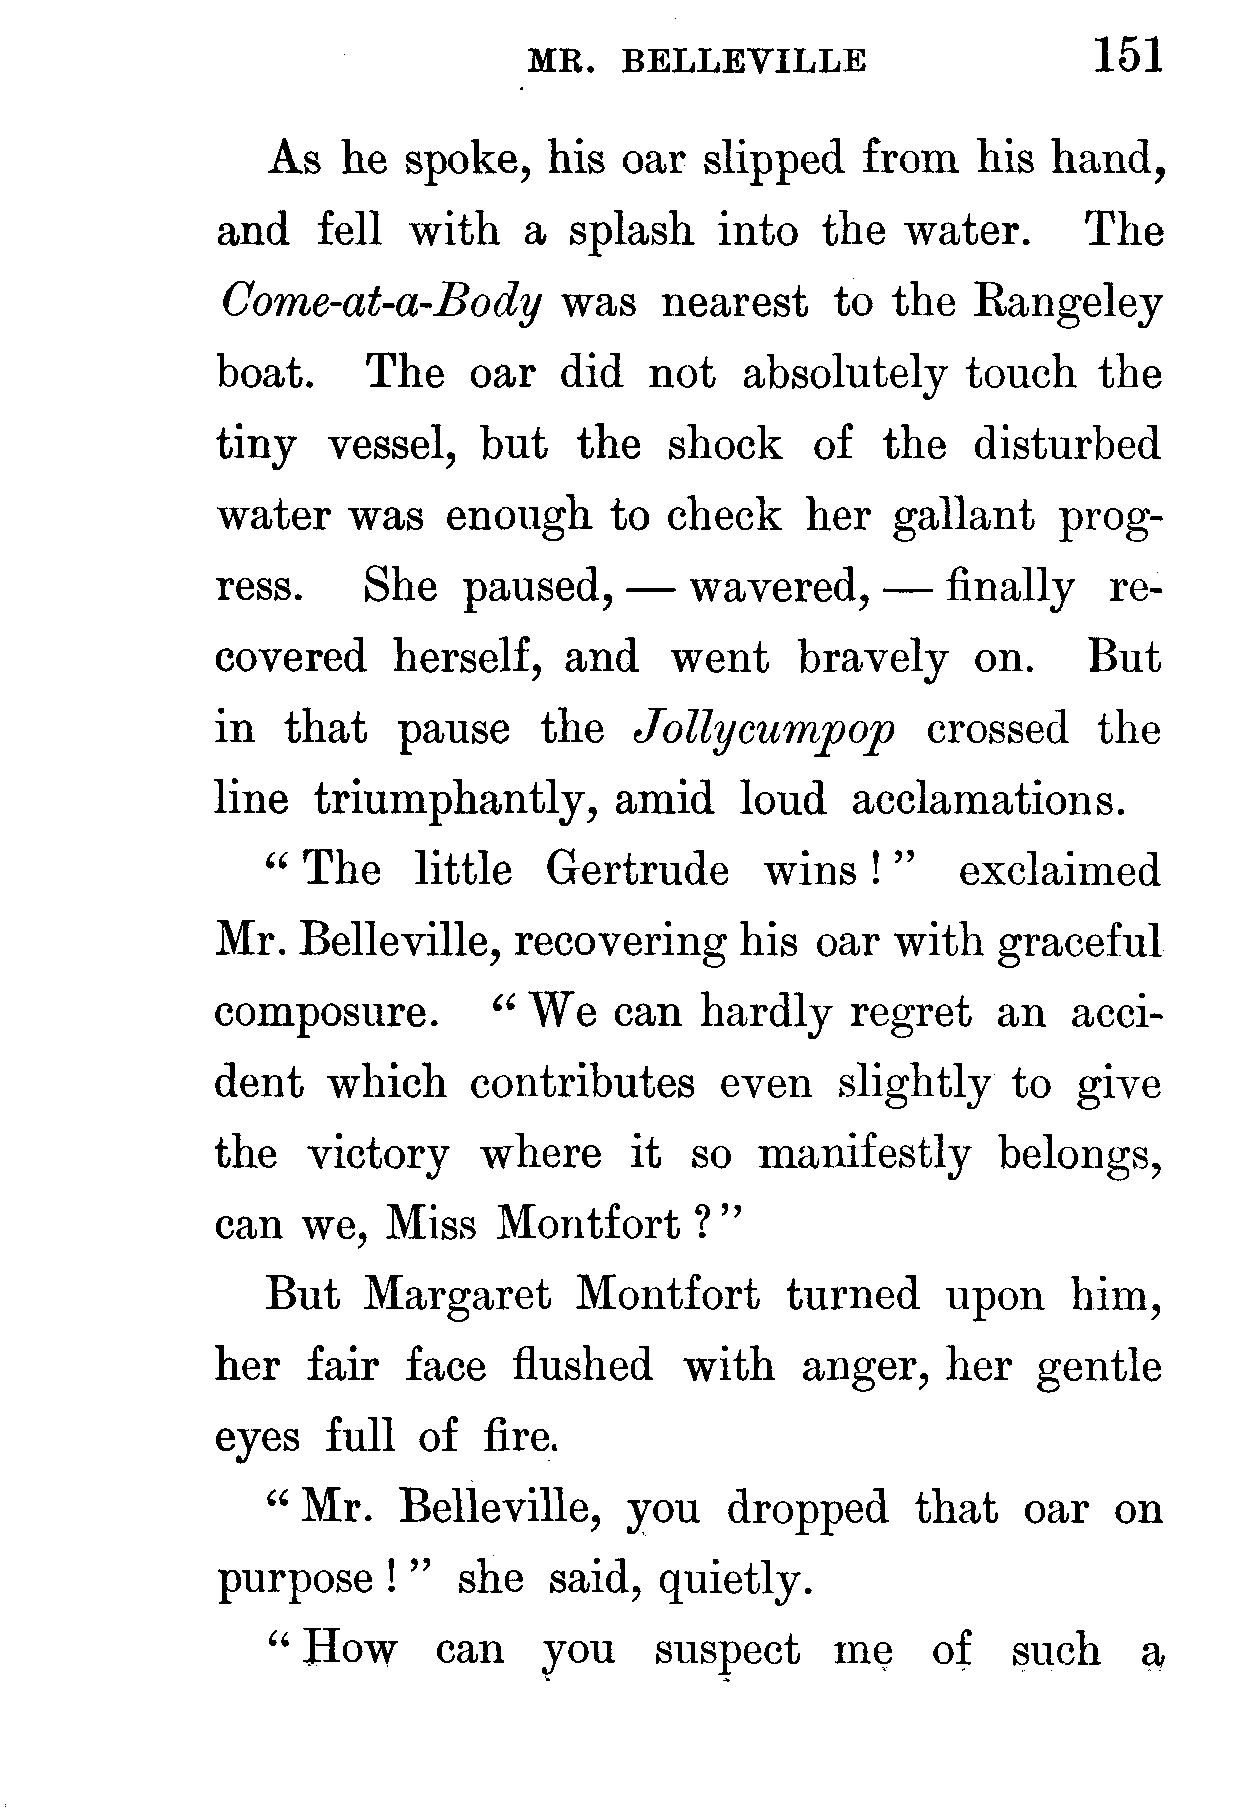 MR. BELLEVILLE 151
As he spoke, his oar slipped from his hand,
and fell with a splash into the water. The
Come-at-a-Body was nearest to the Rangeley
boat. The oar did not absolutely touch the
tiny vessel, but the shock of the disturbed
water was enough to check her gallant prog-
ress. She paused, — wavered, — finally re-
covered herself, and went bravely on. But
in that pause the Jollycumpop crossed the
line triumphantly, amid loud acclamations.
“ The little Gertrude wins ! ” exclaimed
Mr. Belleville, recovering his oar with graceful
composure. “ We can hardly regret an acci-
dent which contributes even slightly to give
the victory where it so manifestly belongs,
can we, Miss Montfort ? ”
But Margaret Montfort turned upon him,
her fair face flushed with anger, her gentle
eyes full of fire.
“ Mr. Belleville, you dropped that oar on
purpose ! ” she said, quietly.
“ How can you suspect me of such a